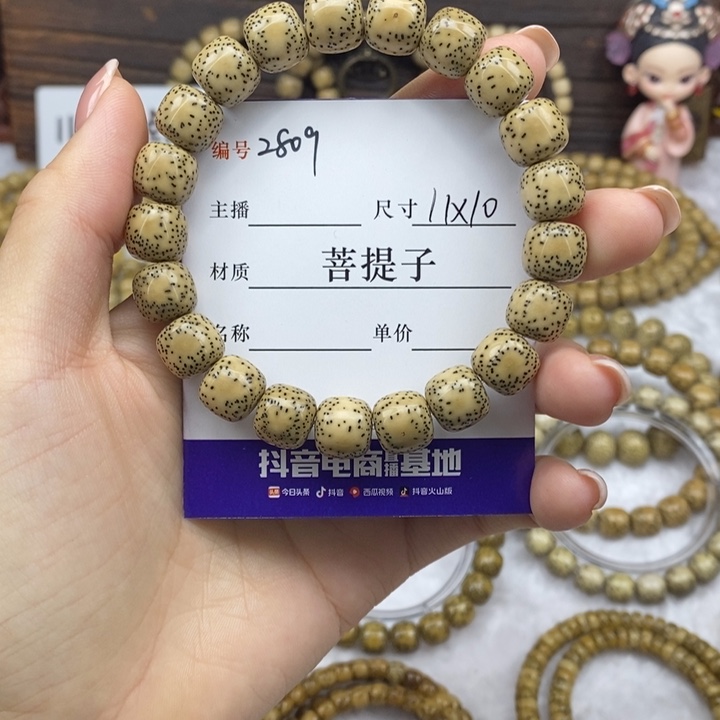 编号 2809
主播 尺寸 11X10
材质 菩提子
名称 单价
抖音电商直播基地
今日头条 抖音 西瓜视频 抖音火山版